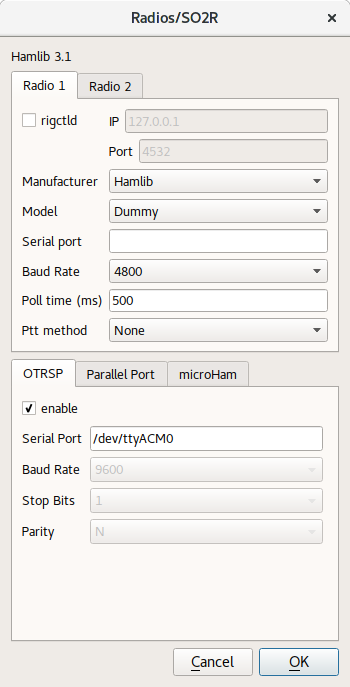 Radios/SO2R
Hamlib 3.1
Radio 1 Radio 2
rigctld IP 127.0.0.1
Port 4532
Manufacturer Hamlib
Model Dummy
Serial port
Baud Rate 4800
Poll time (ms) 500
Ptt method None
OTRSP Parallel Port microHam
enable
Serial Port /dev/ttyACM0
Baud Rate 9600
Stop Bits 1
Parity N
Cancel OK